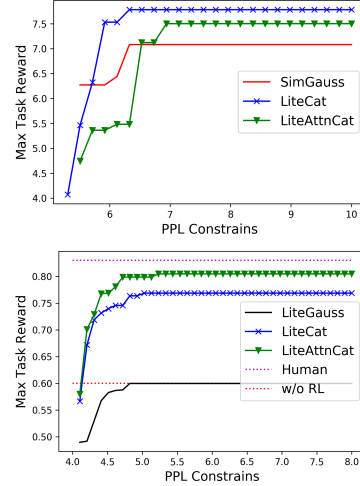 7.5
7.0
6.5
6.0
5.5
5.0
4.5
4.0
Max Task Reward
SimGauss
LiteCat
LiteAttnCat
6 7 8 9 10
PPL Constrains
0.80
0.75
0.70
0.65
0.60
0.55
0.50
Max Task Reward
LiteGauss
LiteCat
LiteAttnCat
Human
w/o RL
4.0 4.5 5.0 5.5 6.0 6.5 7.0 7.5 8.0
PPL Constrains